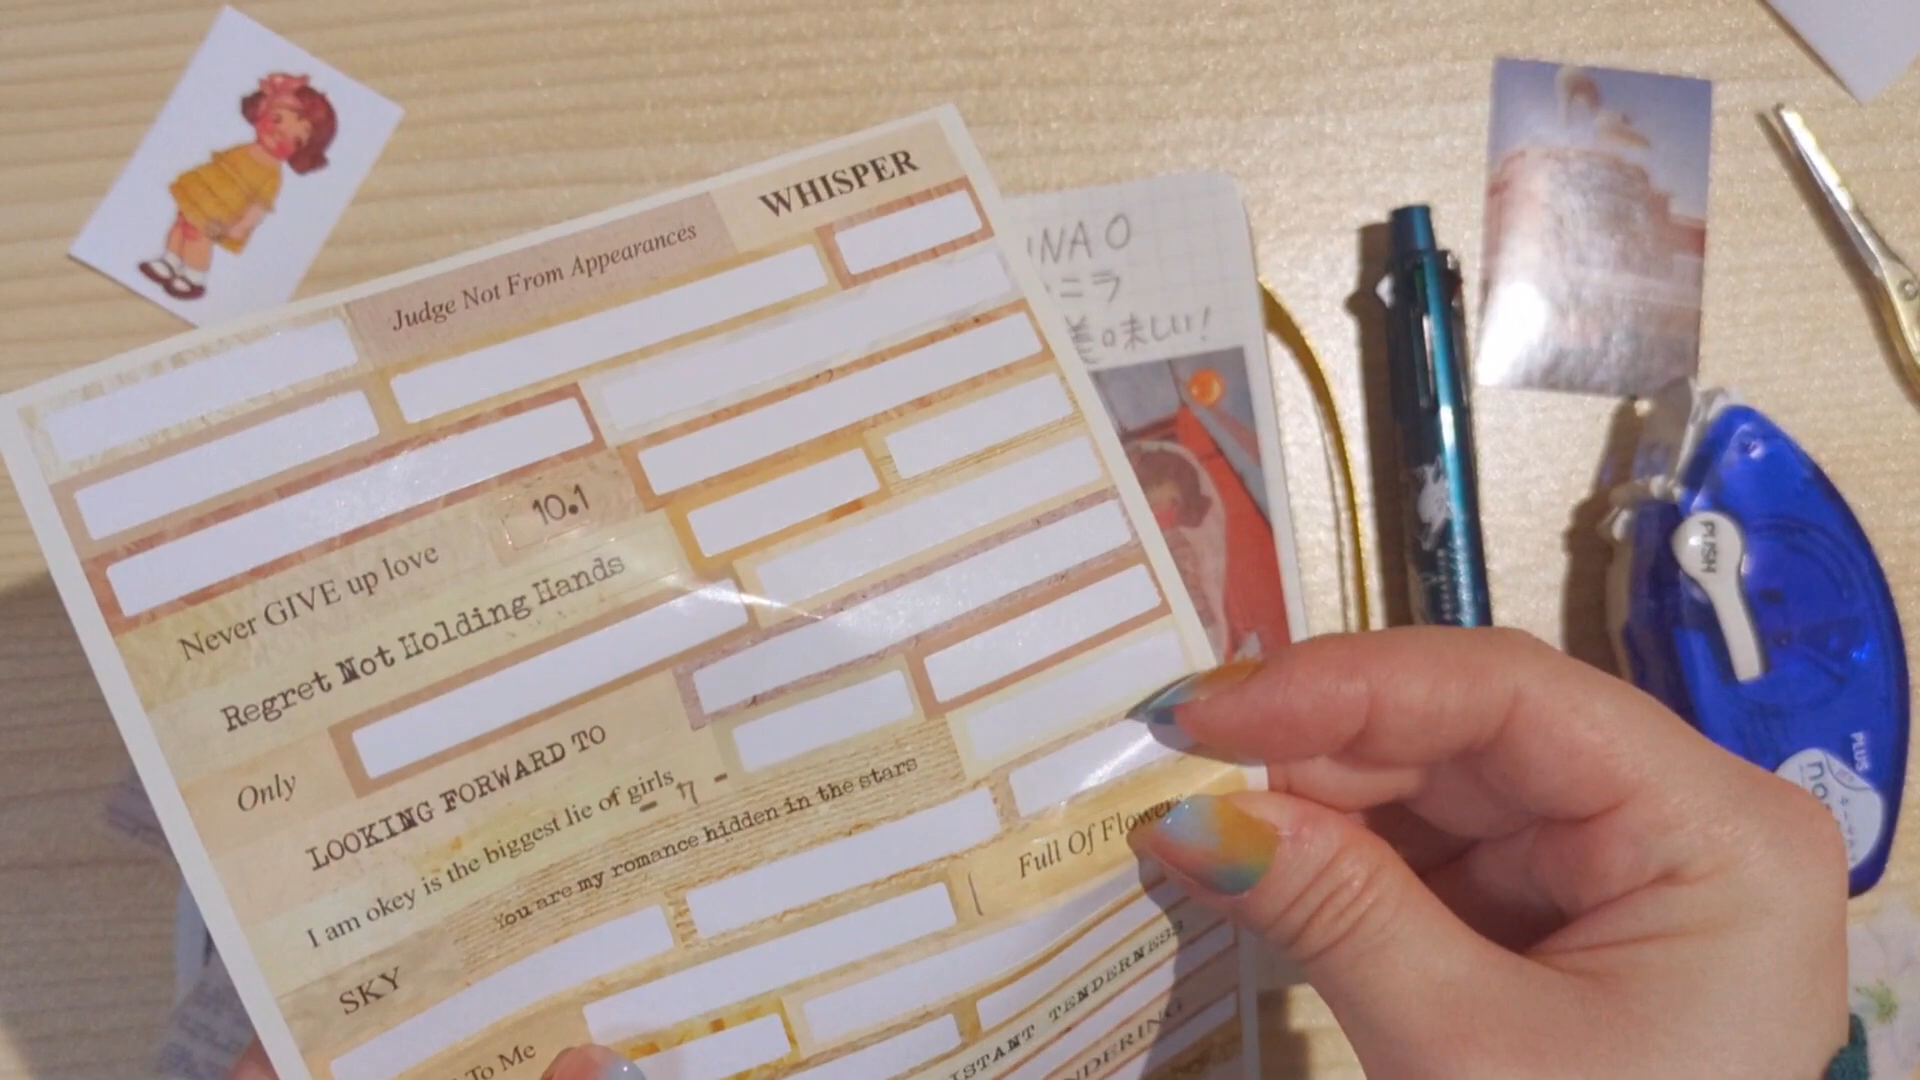 WHISPER
Judge Not From Appearances
10.1
Never GIVE up love
Regret Not Holding Hands
Only
LOOKING FORWARD TO
I am okey is the biggest lie of girls
You are my romance hidden in the stars
Full Of Flowers
SKY
To Me
TENDERNESS
ニラ
美味しい!
PUSH
PLUS